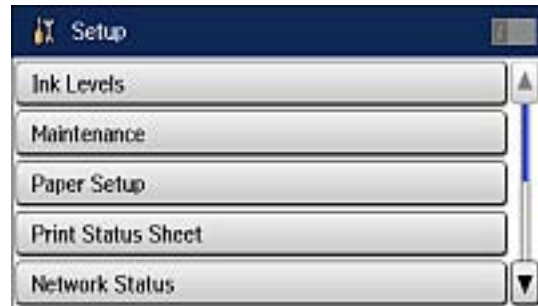 Setup
Ink Levels
Maintenance
Paper Setup
Print Status Sheet
Network Status